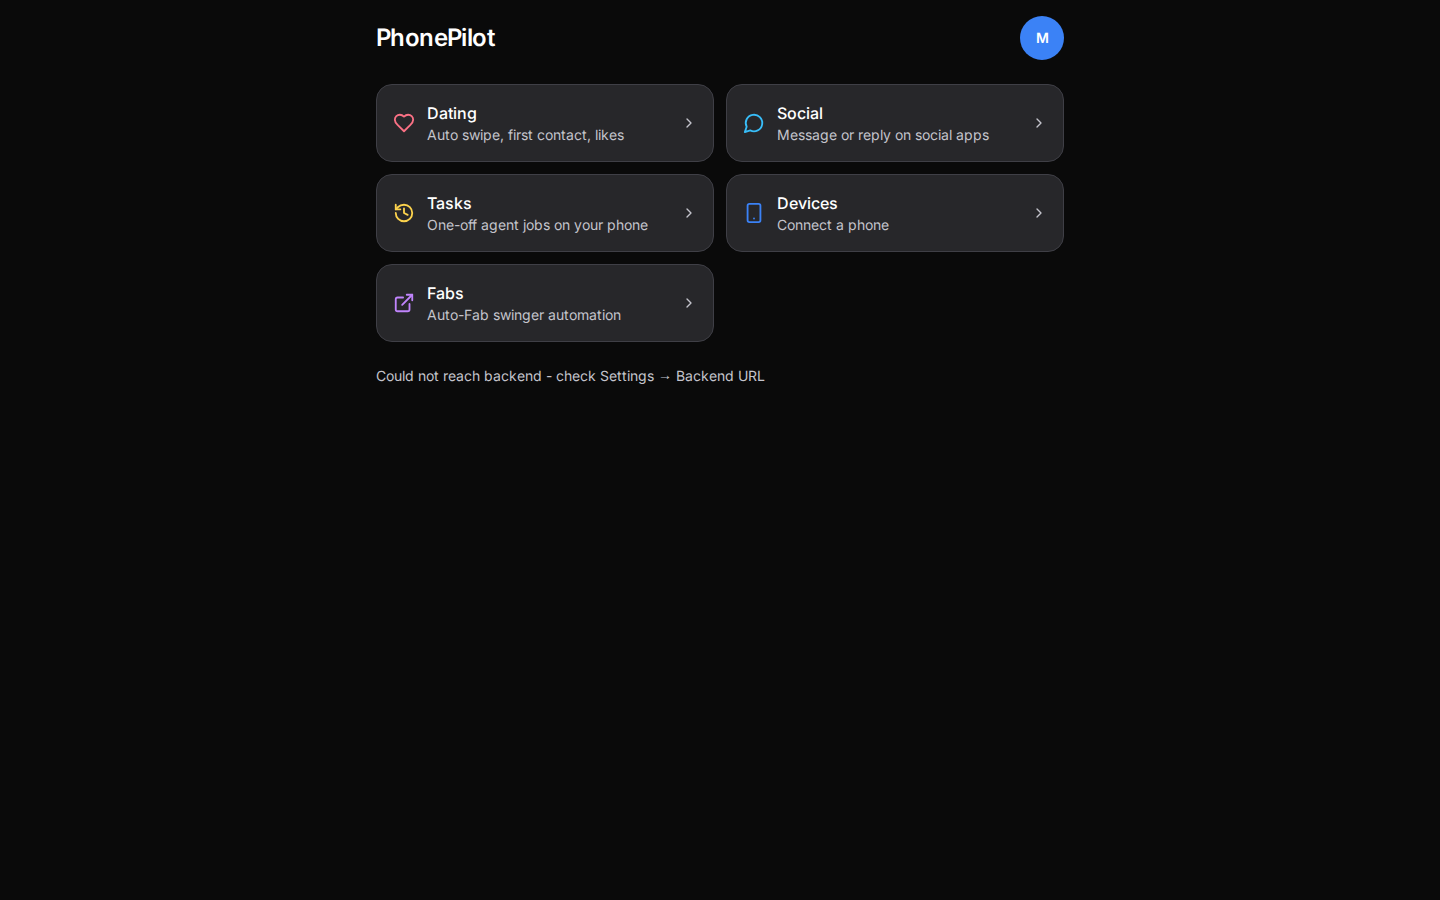 PhonePilot
M
Dating
Auto swipe, first contact, likes
Social
Message or reply on social apps
Tasks
One-off agent jobs on your phone
Devices
Connect a phone
Fabs
Auto-Fab swinger automation
Could not reach backend - check Settings → Backend URL